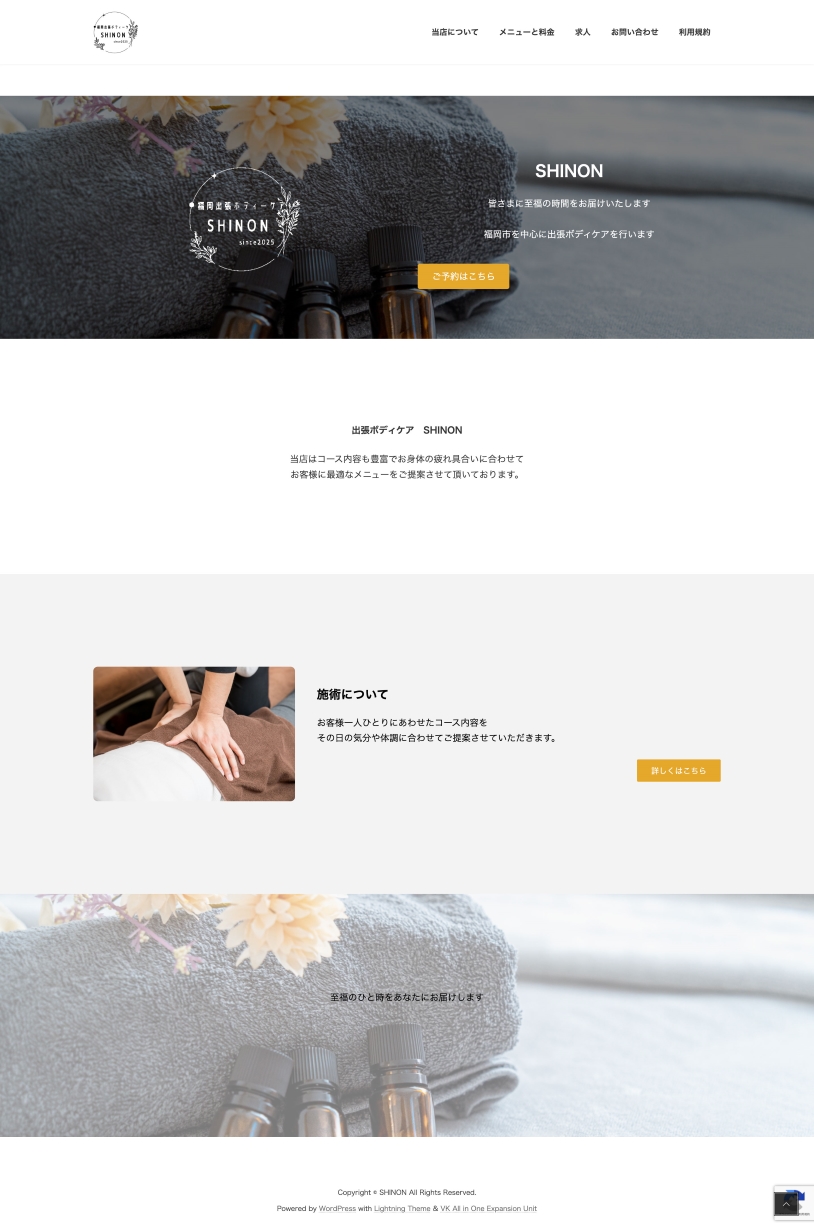 福岡出張ボディーケア
SHINON
since2025
当店について
メニューと料金
求人
お問い合わせ
利用規約
福岡出張ボディーケア
SHINON
since2025
SHINON
皆さまに至福の時間をお届けいたします
福岡市を中心に出張ボディケアを行います
ご予約はこちら
出張ボディケア　SHINON
当店はコース内容も豊富でお身体の疲れ具合いに合わせて
お客様に最適なメニューをご提案させて頂いております。
施術について
お客様一人ひとりにあわせたコース内容を
その日の気分や体調に合わせてご提案させていただきます。
詳しくはこちら
至福のひと時をあなたにお届けします
Copyright © SHINON All Rights Reserved.
Powered by WordPress with Lightning Theme & VK All in One Expansion Unit